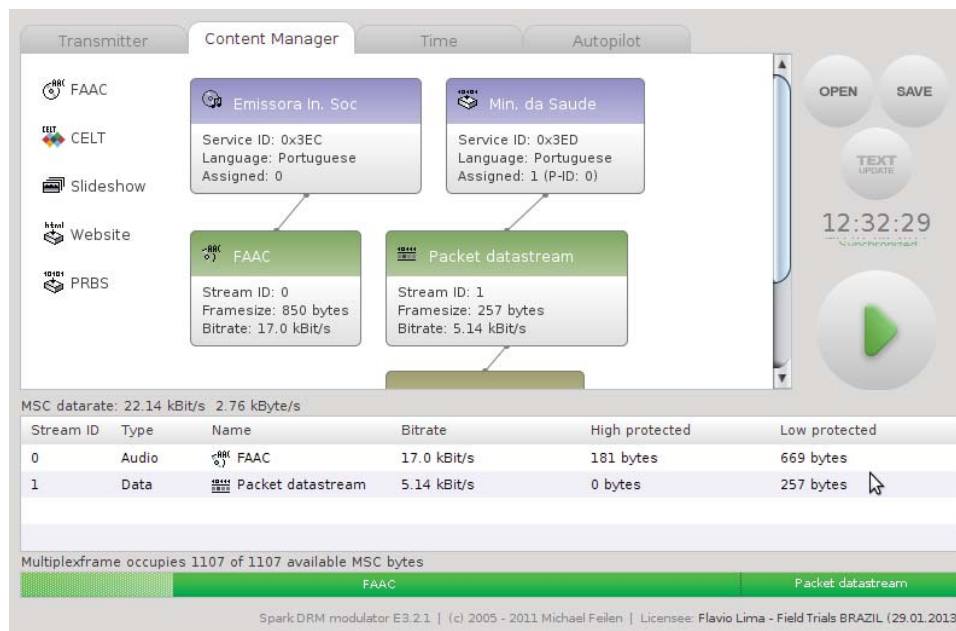 Transmitter Content Manager Time Autopilot
FAAC
CELT
Slideshow
Website
PRBS
Emissora In. Soc
Service ID: 0x3EC
Language: Portuguese
Assigned: 0
Min. da Saude
Service ID: 0x3ED
Language: Portuguese
Assigned: 1 (P-ID: 0)
FAAC
Stream ID: 0
Framesize: 850 bytes
Bitrate: 17.0 kBit/s
Packet datastream
Stream ID: 1
Framesize: 257 bytes
Bitrate: 5.14 kBit/s
OPEN SAVE
TEXT
UPDATE
12:32:29
Synchronized
MSC datarate: 22.14 kBit/s 2.76 kByte/s
Stream ID Type Name Bitrate High protected Low protected
0 Audio FAAC 17.0 kBit/s 181 bytes 669 bytes
1 Data Packet datastream 5.14 kBit/s 0 bytes 257 bytes
Multiplexframe occupies 1107 of 1107 available MSC bytes
FAAC Packet datastream
Spark DRM modulator E3.2.1 | (c) 2005 - 2011 Michael Feilen | Licensee: Flavio Lima - Field Trials BRAZIL (29.01.2013